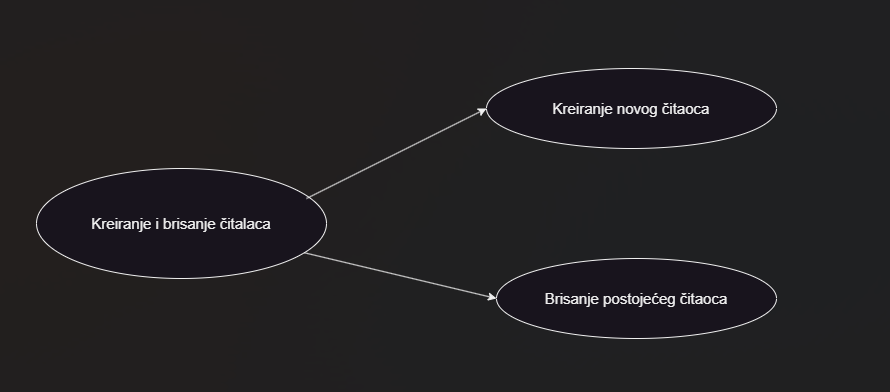 Kreiranje novog čitaoca
Kreiranje i brisanje čitalaca
Brisanje postojećeg čitaoca